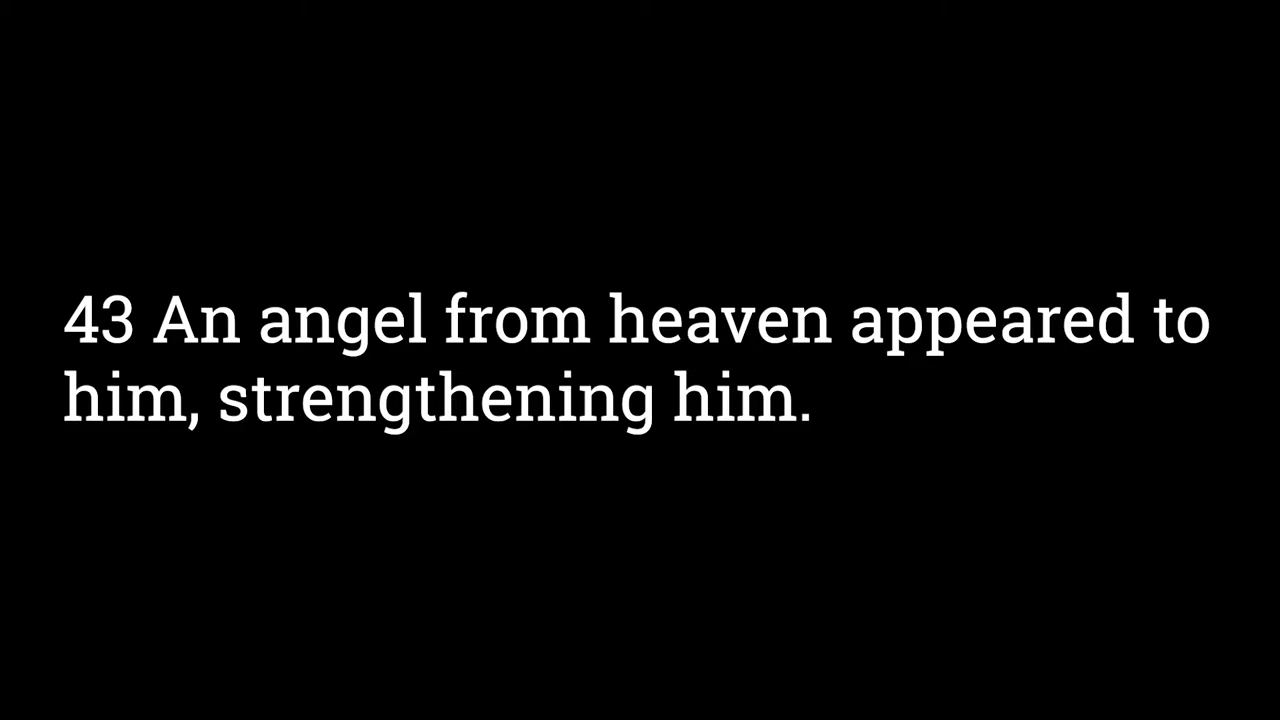 43 An angel from heaven appeared to
him, strengthening him.